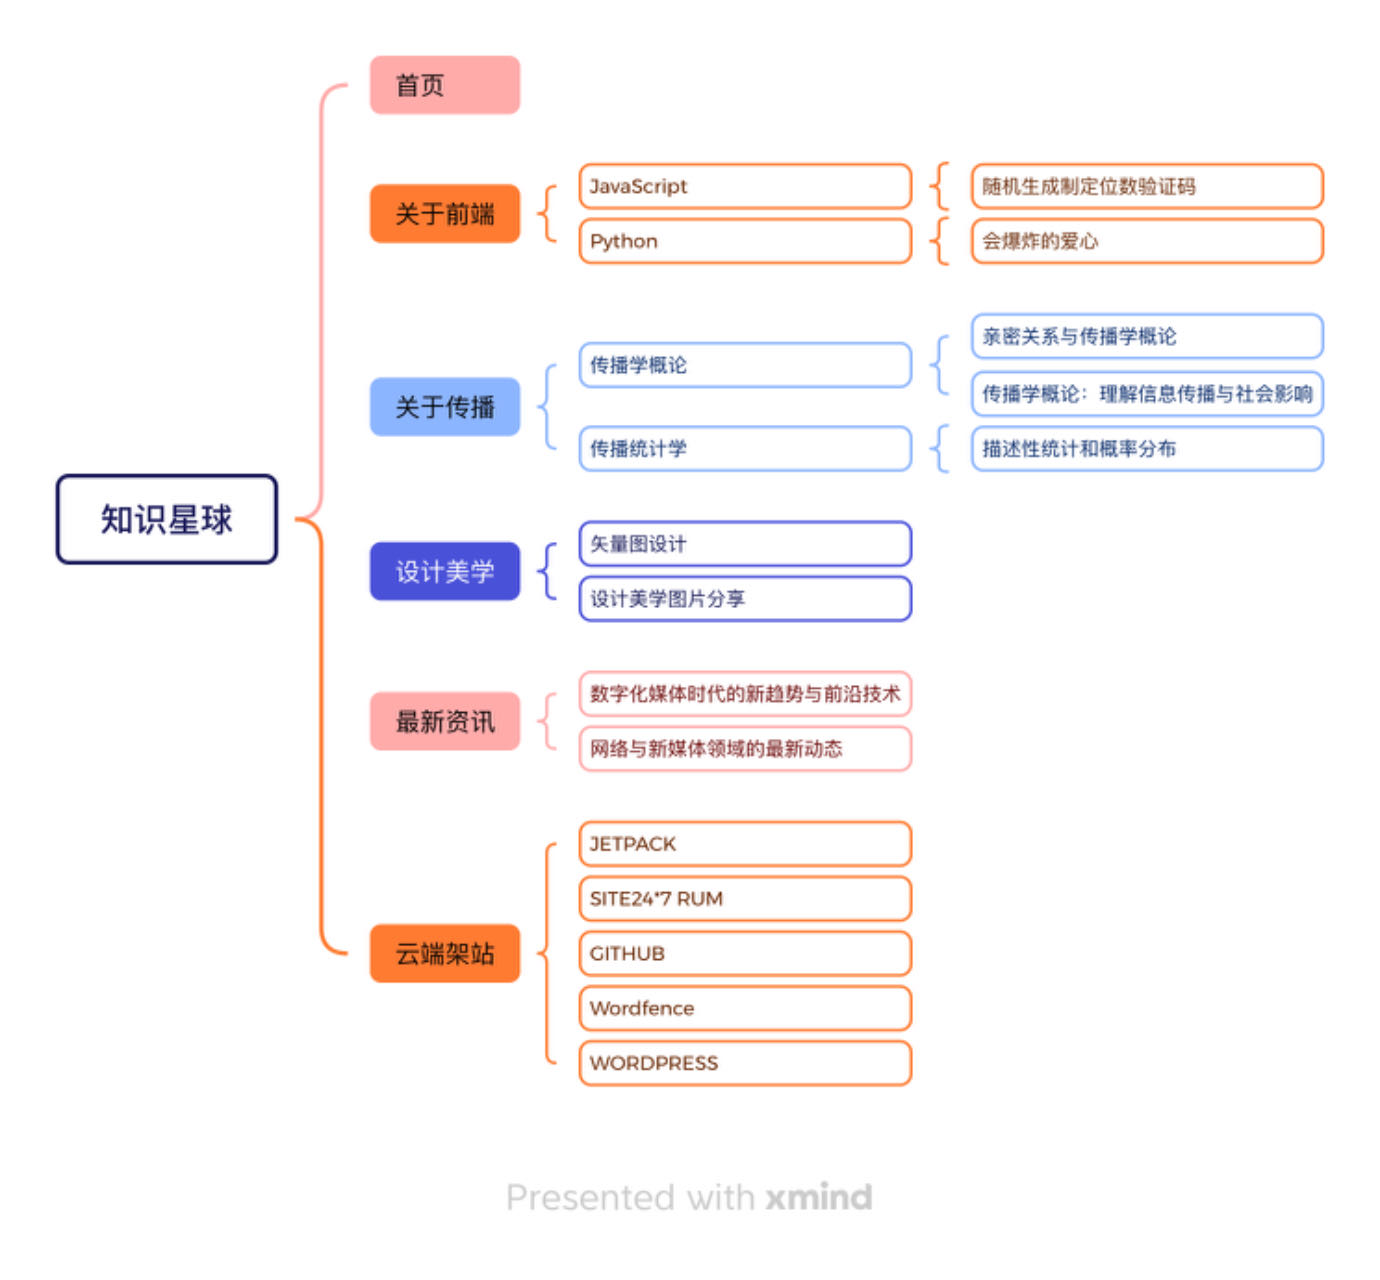 知识星球
首页
关于前端
JavaScript
随机生成制定位数验证码
Python
会爆炸的爱心
关于传播
传播学概论
亲密关系与传播学概论
传播学概论：理解信息传播与社会影响
传播统计学
描述性统计和概率分布
设计美学
矢量图设计
设计美学图片分享
最新资讯
数字化媒体时代的新趋势与前沿技术
网络与新媒体领域的最新动态
云端架站
JETPACK
SITE24*7 RUM
GITHUB
Wordfence
WORDPRESS
Presented with xmind